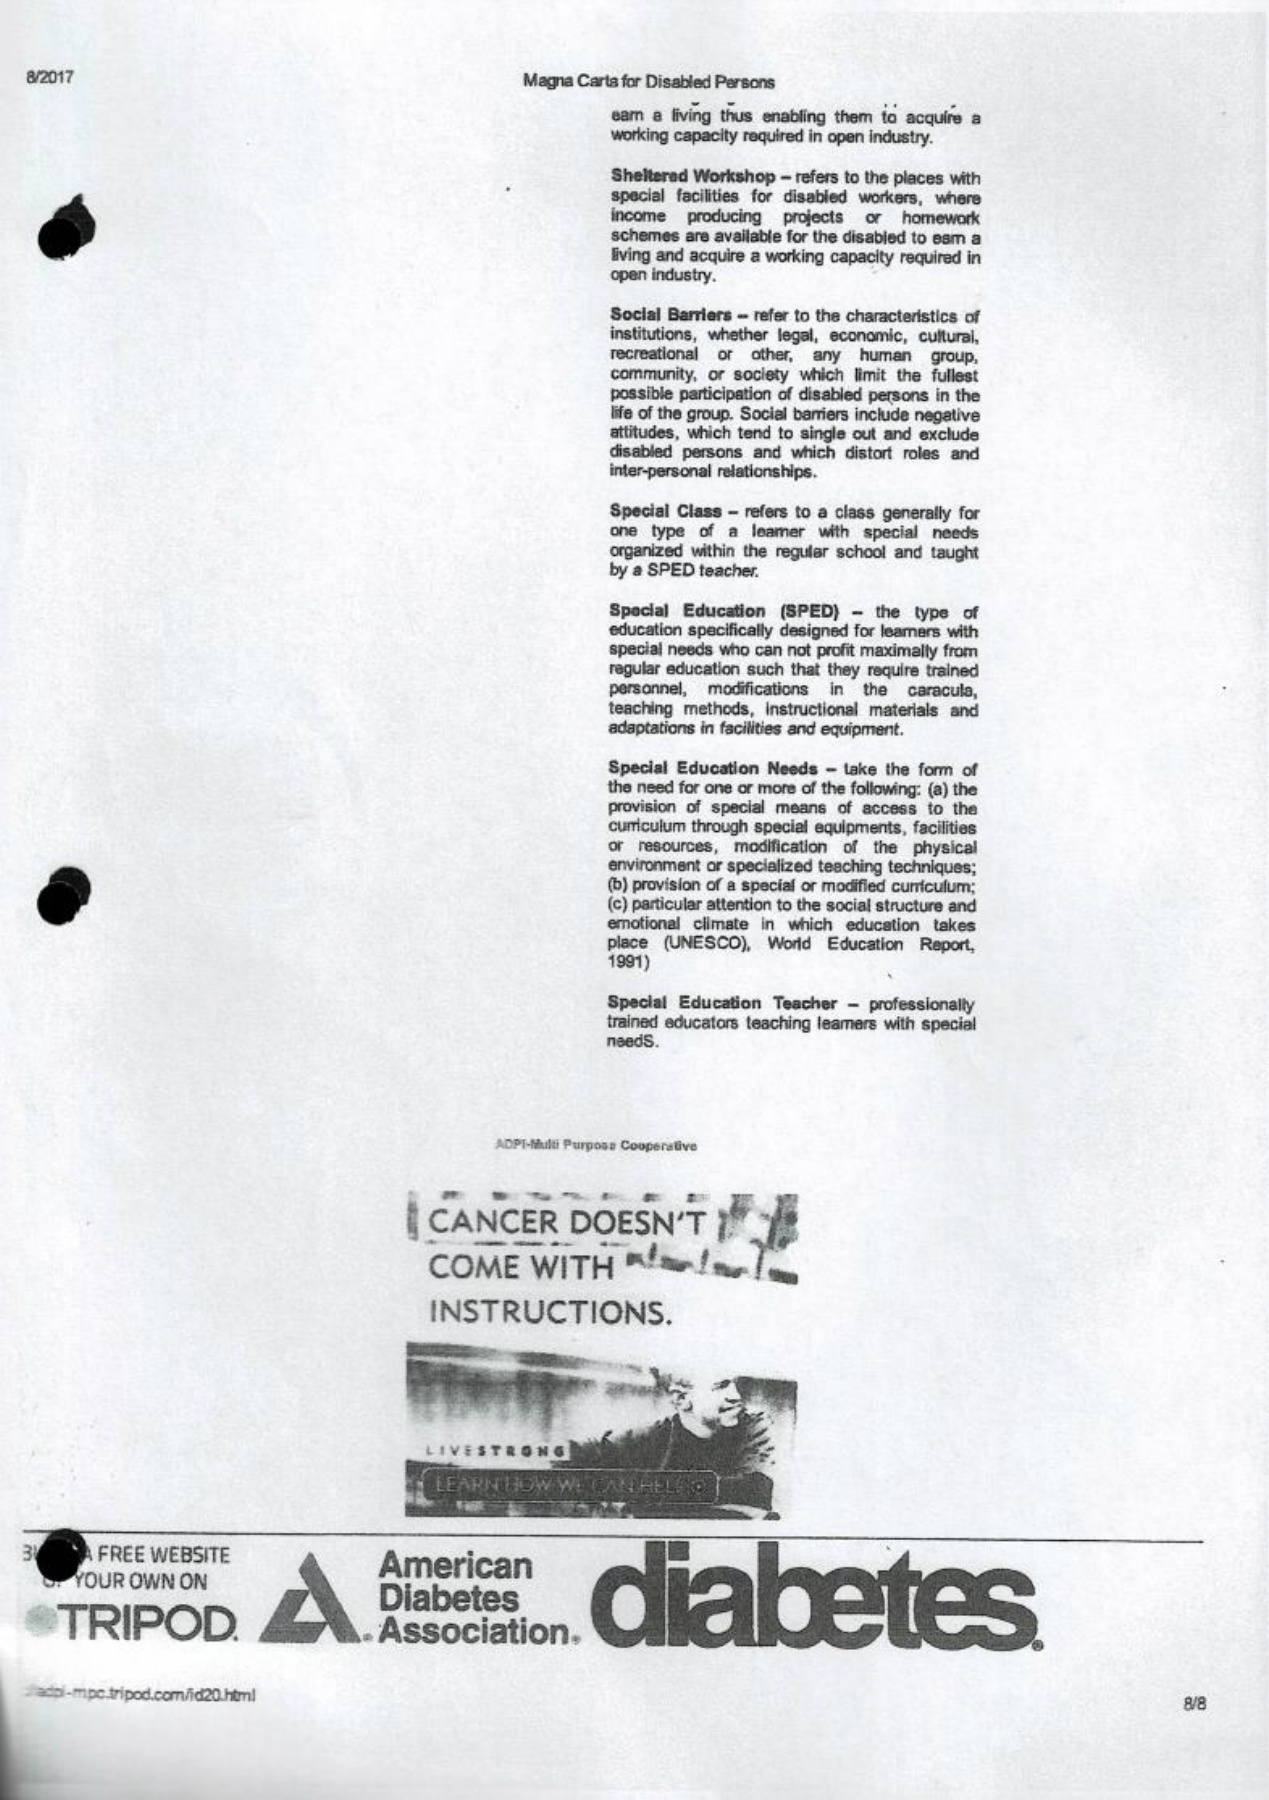 8/2017
Magna Carta for Disabled Persons
earn a living thus enabling them to acquire a
working capacity required in open industry.
Sheltered Workshop – refers to the places with
special facilities for disabled workers, where
income producing projects or homework
schemes are available for the disabled to earn a
living and acquire a working capacity required in
open industry.
Social Barriers – refer to the characteristics of
institutions, whether legal, economic, cultural,
recreational or other, any human group,
community, or society which limit the fullest
possible participation of disabled persons in the
life of the group. Social barriers include negative
attitudes, which tend to single out and exclude
disabled persons and which distort roles and
inter-personal relationships.
Special Class – refers to a class generally for
one type of a learner with special needs
organized within the regular school and taught
by a SPED teacher.
Special Education (SPED) – the type of
education specifically designed for learners with
special needs who can not profit maximally from
regular education such that they require trained
personnel, modifications in the caracula,
teaching methods, instructional materials and
adaptations in facilities and equipment.
Special Education Needs – take the form of
the need for one or more of the following: (a) the
provision of special means of access to the
curriculum through special equipments, facilities
or resources, modification of the physical
environment or specialized teaching techniques;
(b) provision of a special or modified curriculum;
(c) particular attention to the social structure and
emotional climate in which education takes
place (UNESCO), World Education Report,
1991)
Special Education Teacher – professionally
trained educators teaching learners with special
needS.
ADPI-Multi Purpose Cooperative
CANCER DOESN'T
COME WITH
INSTRUCTIONS.
LIVESTRONG
LEARN HOW WE CAN HELP
A FREE WEBSITE
YOUR OWN ON
TRIPOD.
American
Diabetes
Association®
diabetes®
adpi-mpc.tripod.com/id20.html
8/8